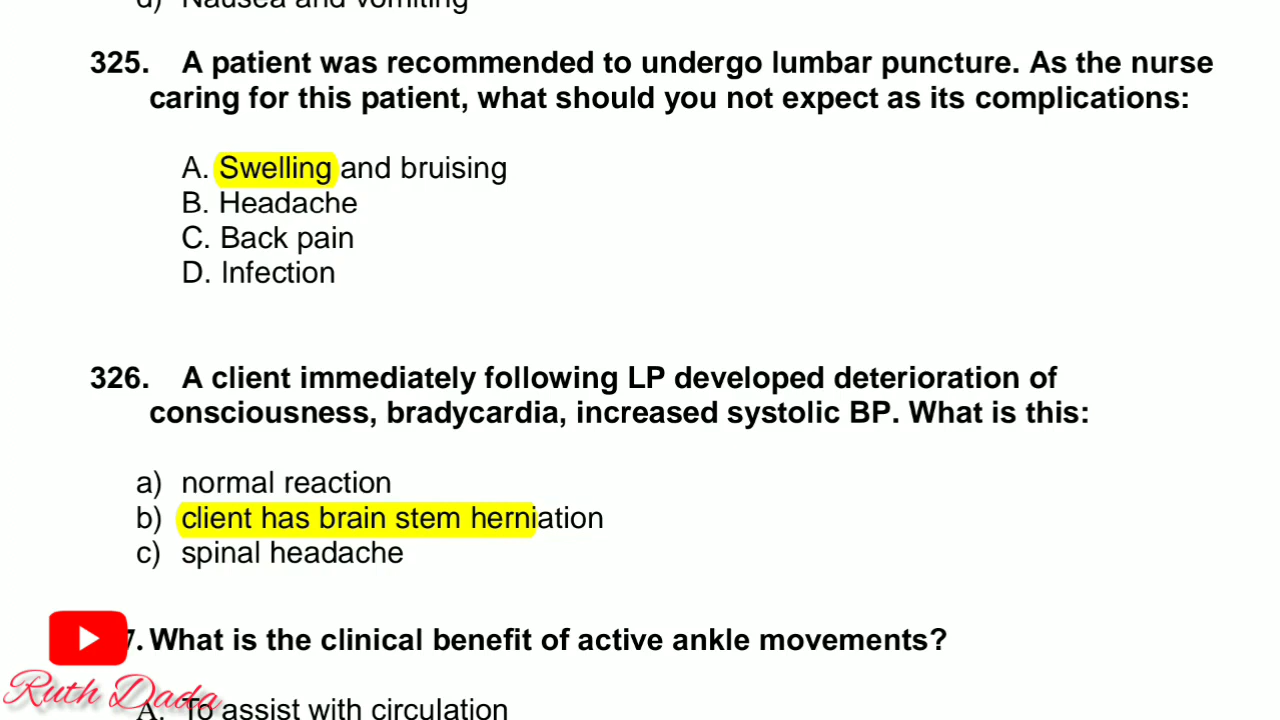 d) Nausea and vomiting
325. A patient was recommended to undergo lumbar puncture. As the nurse
caring for this patient, what should you not expect as its complications:
A. Swelling and bruising
B. Headache
C. Back pain
D. Infection
326. A client immediately following LP developed deterioration of
consciousness, bradycardia, increased systolic BP. What is this:
a) normal reaction
b) client has brain stem herniation
c) spinal headache
7. What is the clinical benefit of active ankle movements?
Ruth Dada
A. To assist with circulation